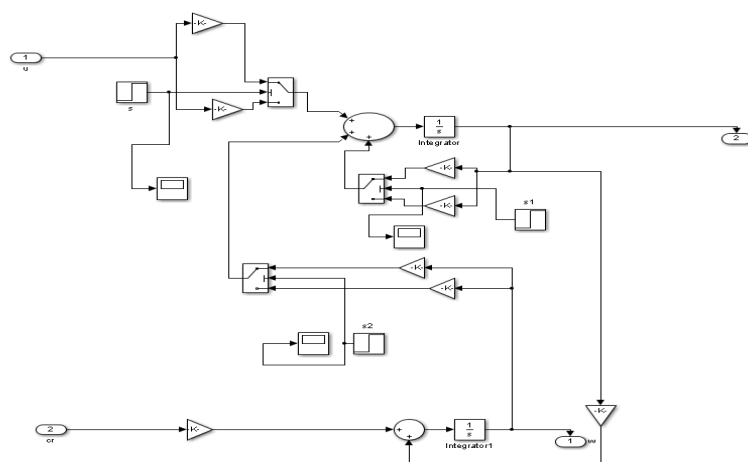 -K-
1
u
s
-K-
+
+
+
1
s
Integrator
2
-K-
-K-
s1
-K-
-K-
s2
-K-
2
cr
-K-
+
+
1
s
Integrator1
1
w